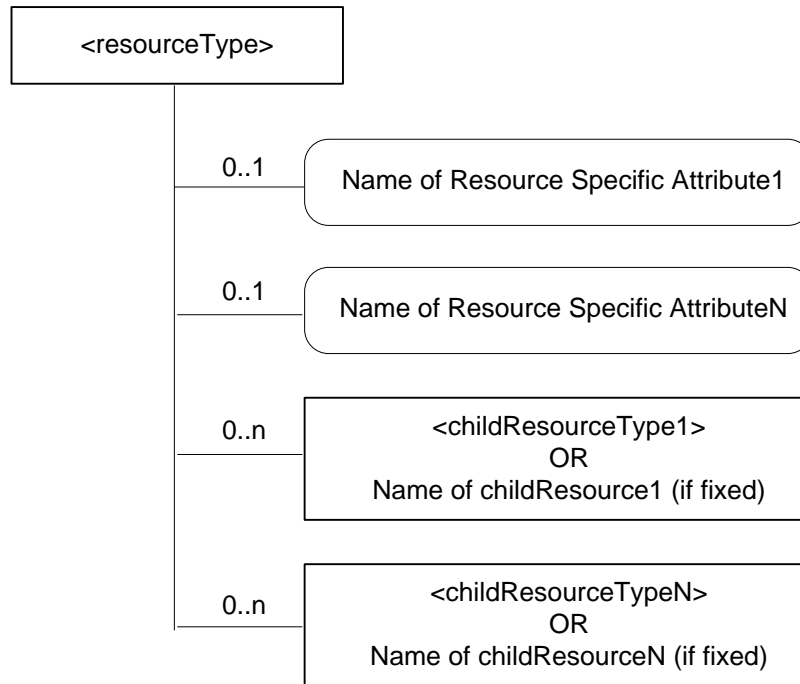 <resourceType>
0..1
Name of Resource Specific Attribute1
0..1
Name of Resource Specific AttributeN
0..n
<childResourceType1>
OR
Name of childResource1 (if fixed)
0..n
<childResourceTypeN>
OR
Name of childResourceN (if fixed)